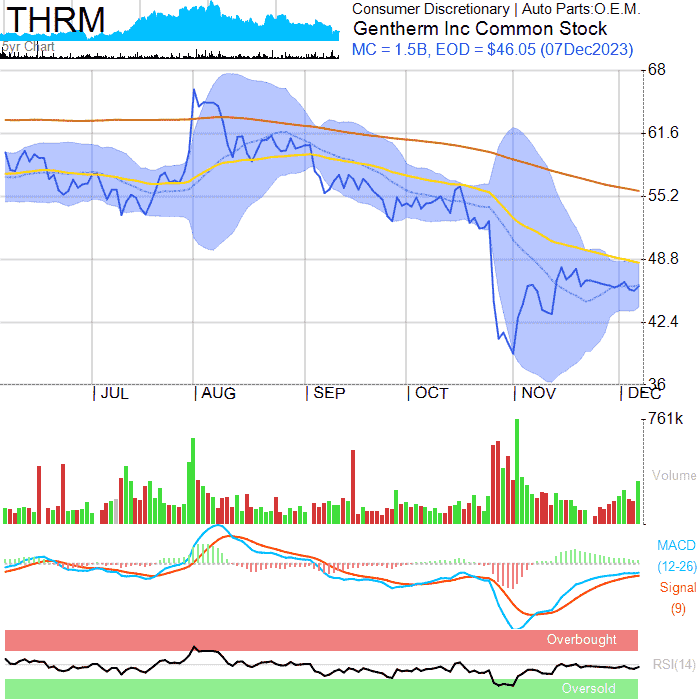 THRM
5yr Chart
Consumer Discretionary | Auto Parts:O.E.M.
Gentherm Inc Common Stock
MC = 1.5B, EOD = $46.05 (07Dec2023)
68
61.6
55.2
48.8
42.4
36
JUL
AUG
SEP
OCT
NOV
DEC
761k
Volume
MACD
(12-26)
Signal
(9)
Overbought
RSI(14)
Oversold